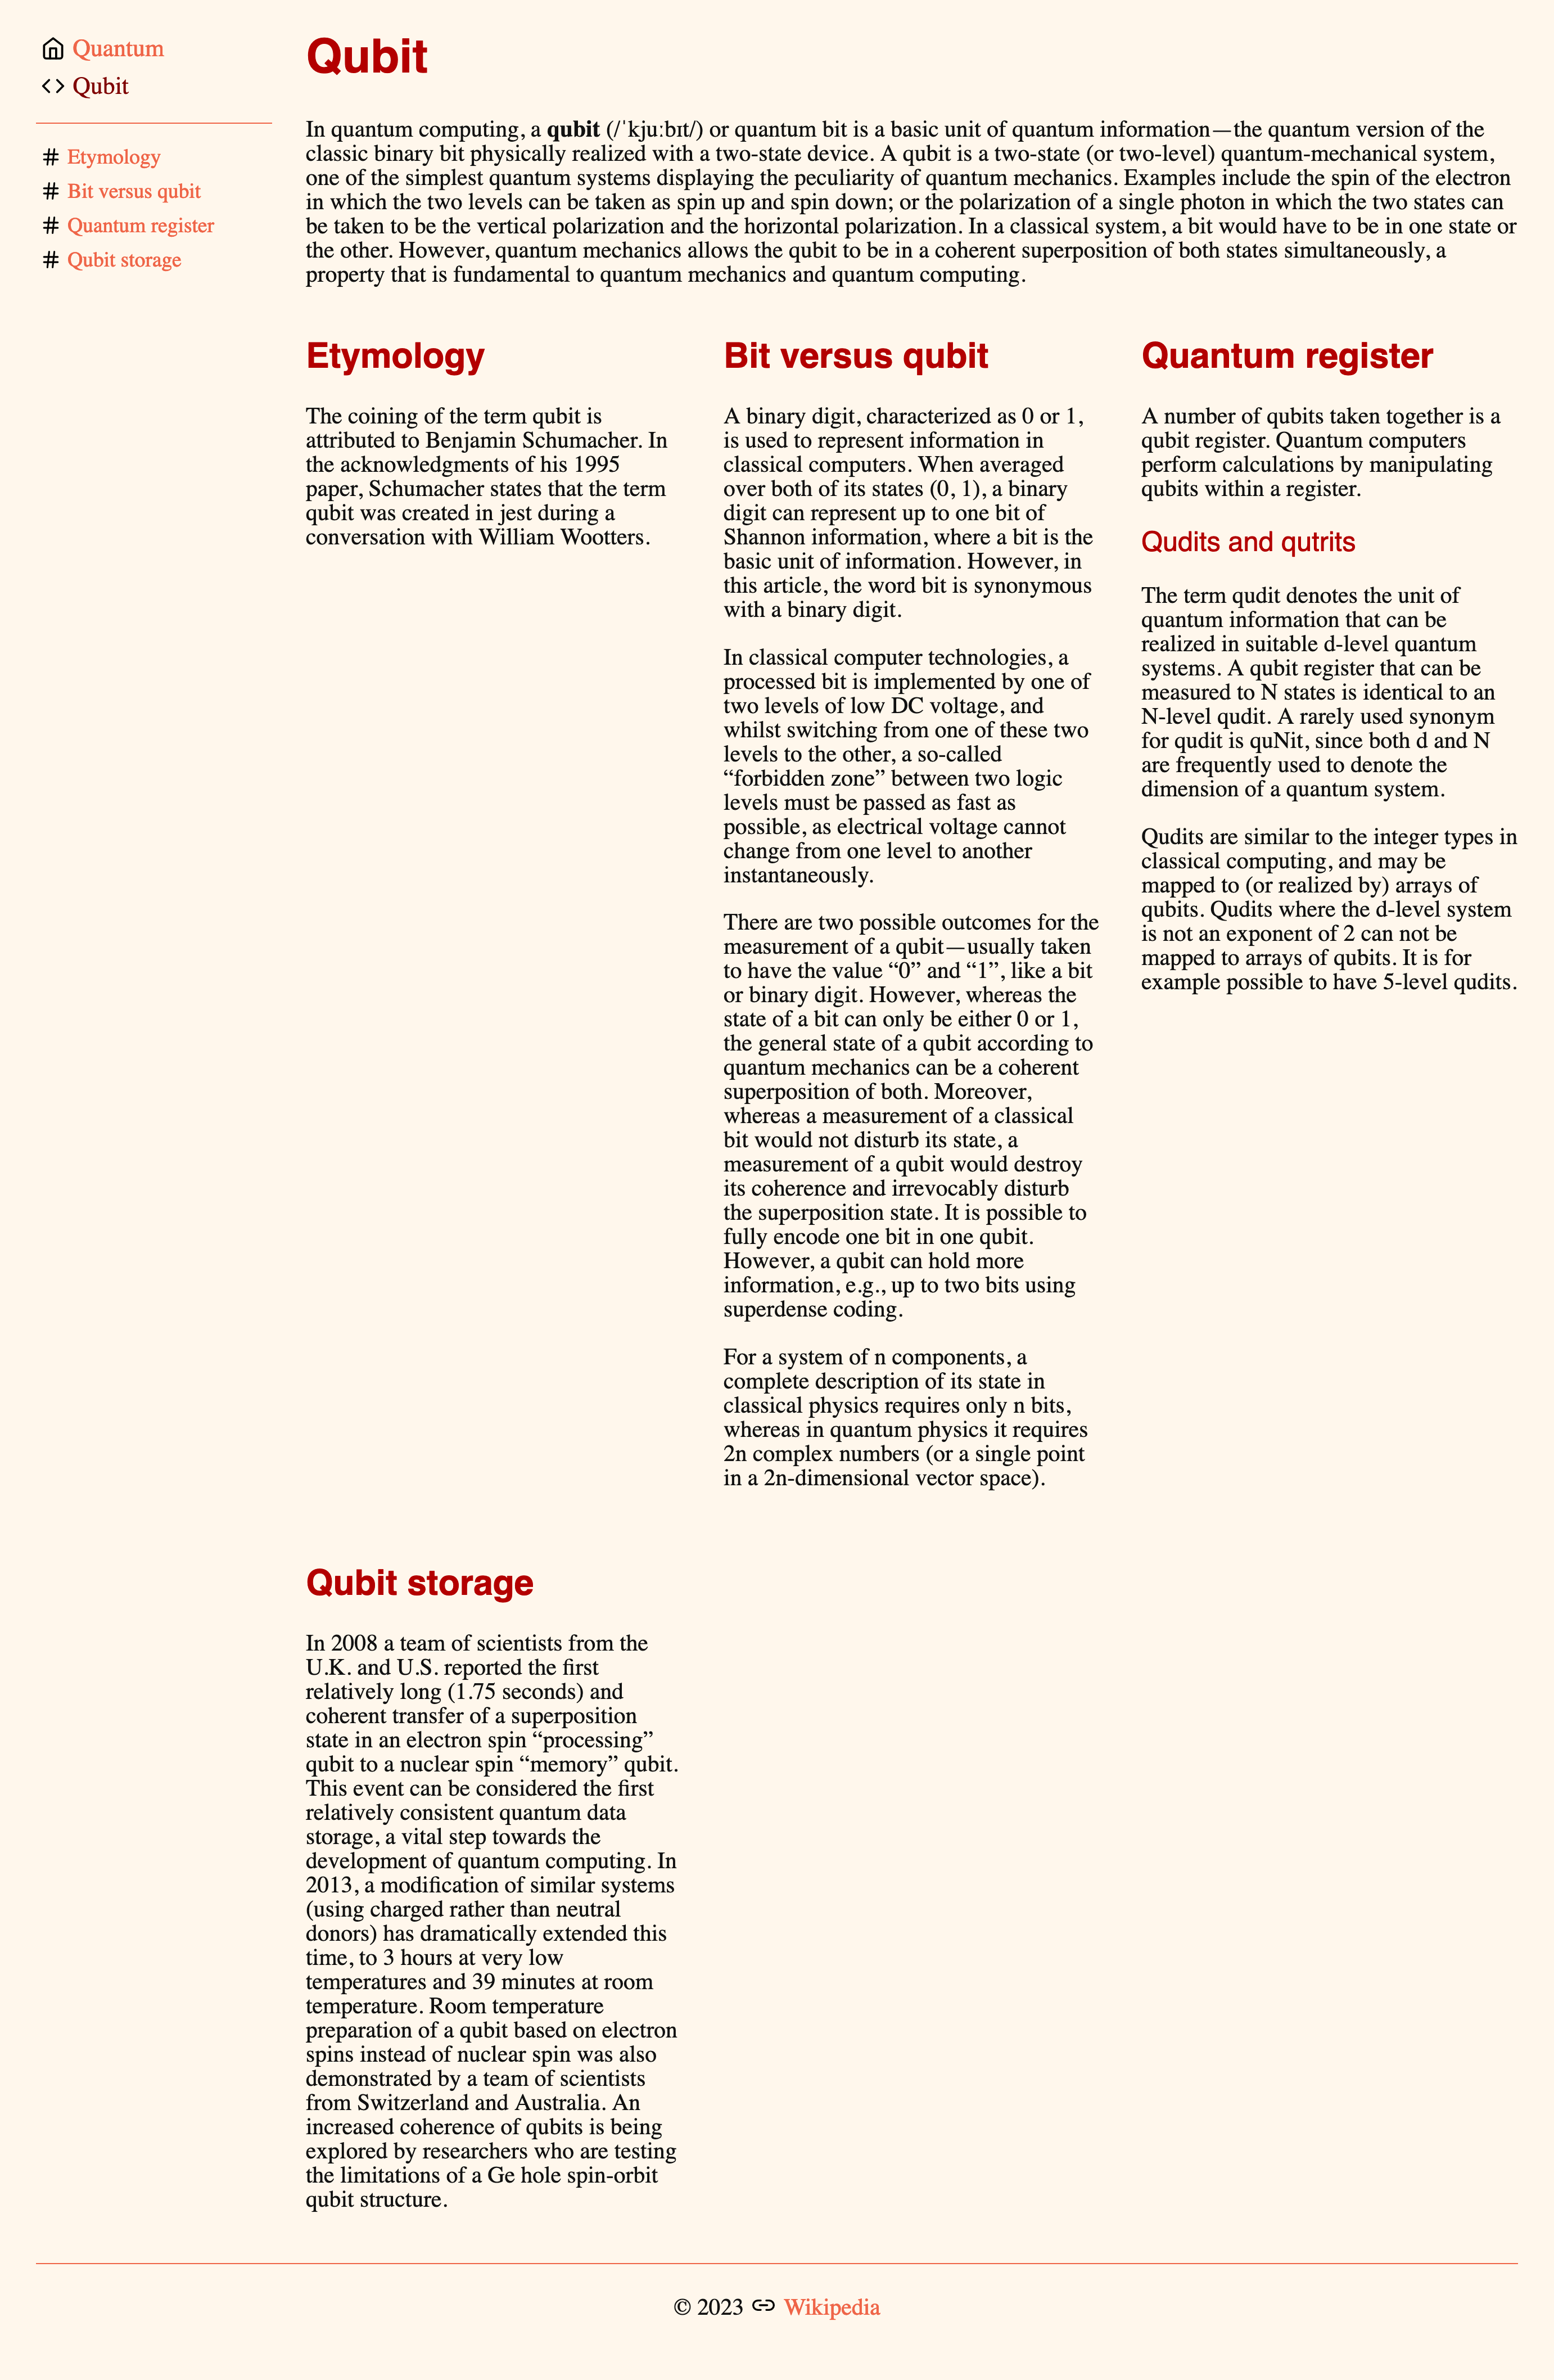 Quantum
Qubit
# Etymology
# Bit versus qubit
# Quantum register
# Qubit storage
Qubit
In quantum computing, a qubit (/ˈkjuːbɪt/) or quantum bit is a basic unit of quantum information—the quantum version of the
classic binary bit physically realized with a two-state device. A qubit is a two-state (or two-level) quantum-mechanical system,
one of the simplest quantum systems displaying the peculiarity of quantum mechanics. Examples include the spin of the electron
in which the two levels can be taken as spin up and spin down; or the polarization of a single photon in which the two states can
be taken to be the vertical polarization and the horizontal polarization. In a classical system, a bit would have to be in one state or
the other. However, quantum mechanics allows the qubit to be in a coherent superposition of both states simultaneously, a
property that is fundamental to quantum mechanics and quantum computing.
Etymology
The coining of the term qubit is
attributed to Benjamin Schumacher. In
the acknowledgments of his 1995
paper, Schumacher states that the term
qubit was created in jest during a
conversation with William Wootters.
Bit versus qubit
A binary digit, characterized as 0 or 1,
is used to represent information in
classical computers. When averaged
over both of its states (0, 1), a binary
digit can represent up to one bit of
Shannon information, where a bit is the
basic unit of information. However, in
this article, the word bit is synonymous
with a binary digit.
In classical computer technologies, a
processed bit is implemented by one of
two levels of low DC voltage, and
whilst switching from one of these two
levels to the other, a so-called
“forbidden zone” between two logic
levels must be passed as fast as
possible, as electrical voltage cannot
change from one level to another
instantaneously.
There are two possible outcomes for the
measurement of a qubit—usually taken
to have the value “0” and “1”, like a bit
or binary digit. However, whereas the
state of a bit can only be either 0 or 1,
the general state of a qubit according to
quantum mechanics can be a coherent
superposition of both. Moreover,
whereas a measurement of a classical
bit would not disturb its state, a
measurement of a qubit would destroy
its coherence and irrevocably disturb
the superposition state. It is possible to
fully encode one bit in one qubit.
However, a qubit can hold more
information, e.g., up to two bits using
superdense coding.
For a system of n components, a
complete description of its state in
classical physics requires only n bits,
whereas in quantum physics it requires
2n complex numbers (or a single point
in a 2n-dimensional vector space).
Quantum register
A number of qubits taken together is a
qubit register. Quantum computers
perform calculations by manipulating
qubits within a register.
Qudits and qutrits
The term qudit denotes the unit of
quantum information that can be
realized in suitable d-level quantum
systems. A qubit register that can be
measured to N states is identical to an
N-level qudit. A rarely used synonym
for qudit is quNit, since both d and N
are frequently used to denote the
dimension of a quantum system.
Qudits are similar to the integer types in
classical computing, and may be
mapped to (or realized by) arrays of
qubits. Qudits where the d-level system
is not an exponent of 2 can not be
mapped to arrays of qubits. It is for
example possible to have 5-level qudits.
Qubit storage
In 2008 a team of scientists from the
U.K. and U.S. reported the first
relatively long (1.75 seconds) and
coherent transfer of a superposition
state in an electron spin “processing”
qubit to a nuclear spin “memory” qubit.
This event can be considered the first
relatively consistent quantum data
storage, a vital step towards the
development of quantum computing. In
2013, a modification of similar systems
(using charged rather than neutral
donors) has dramatically extended this
time, to 3 hours at very low
temperatures and 39 minutes at room
temperature. Room temperature
preparation of a qubit based on electron
spins instead of nuclear spin was also
demonstrated by a team of scientists
from Switzerland and Australia. An
increased coherence of qubits is being
explored by researchers who are testing
the limitations of a Ge hole spin-orbit
qubit structure.
© 2023 Wikipedia